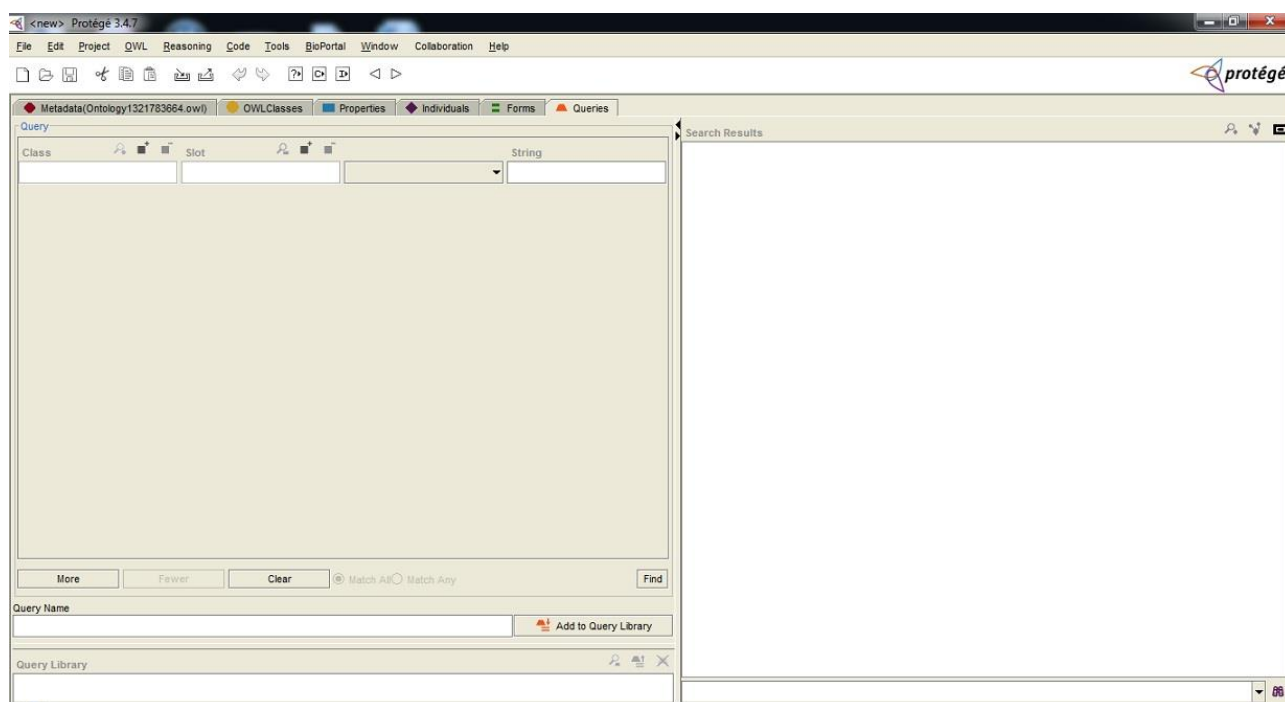 <new> Protégé 3.4.7
File Edit Project OWL Reasoning Code Tools BioPortal Window Collaboration Help
protégé
Metadata(Ontology1321783664.owl) OWLClasses Properties Individuals Forms Queries
Query
Search Results
Class Slot String
More Fewer Clear Match All Match Any Find
Query Name
Add to Query Library
Query Library